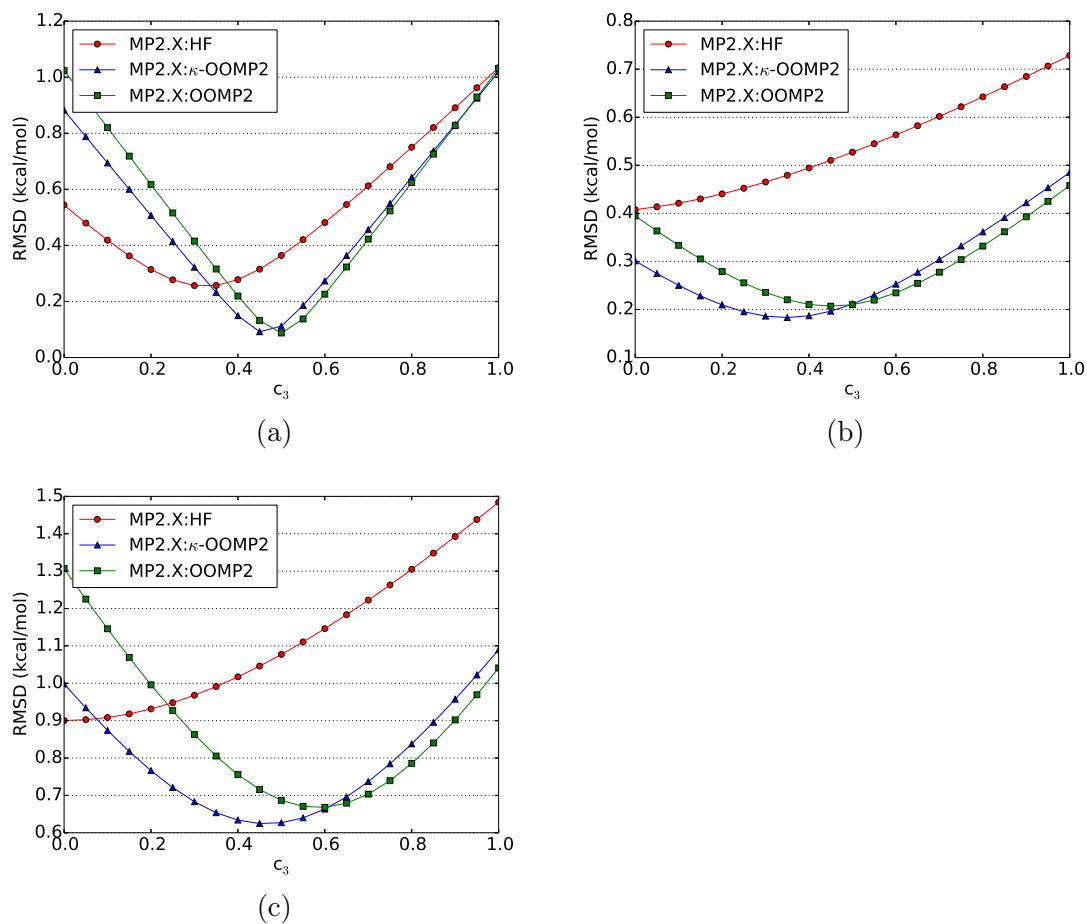 1.2
1.0
0.8
0.6
0.4
0.2
0.0
RMSD (kcal/mol)
MP2.X:HF
MP2.X:κ-OOMP2
MP2.X:OOMP2
0.0 0.2 0.4 0.6 0.8 1.0
c₃
(a)
0.8
0.7
0.6
0.5
0.4
0.3
0.2
0.1
RMSD (kcal/mol)
MP2.X:HF
MP2.X:κ-OOMP2
MP2.X:OOMP2
0.0 0.2 0.4 0.6 0.8 1.0
c₃
(b)
1.5
1.4
1.3
1.2
1.1
1.0
0.9
0.8
0.7
0.6
RMSD (kcal/mol)
MP2.X:HF
MP2.X:κ-OOMP2
MP2.X:OOMP2
0.0 0.2 0.4 0.6 0.8 1.0
c₃
(c)